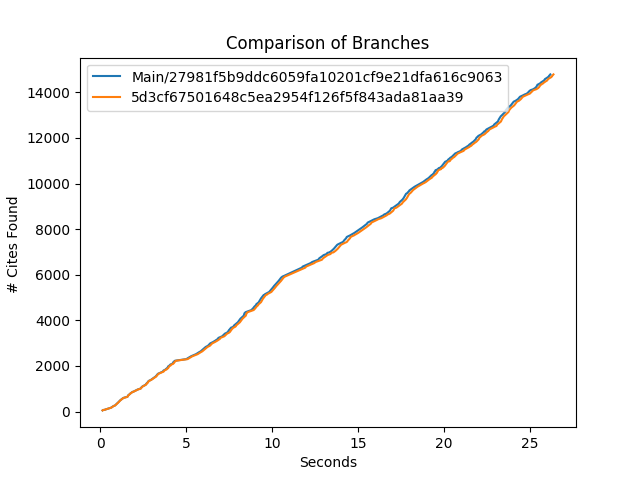 Comparison of Branches
Main/27981f5b9ddc6059fa10201cf9e21dfa616c9063
5d3cf67501648c5ea2954f126f5f843ada81aa39
14000
12000
10000
8000
6000
4000
2000
0
# Cites Found
0 5 10 15 20 25
Seconds